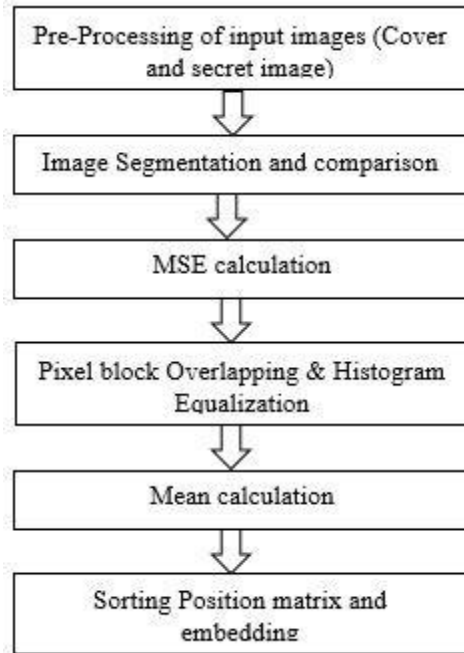 Pre-Processing of input images (Cover
and secret image)
Image Segmentation and comparison
MSE calculation
Pixel block Overlapping & Histogram
Equalization
Mean calculation
Sorting Position matrix and
embedding